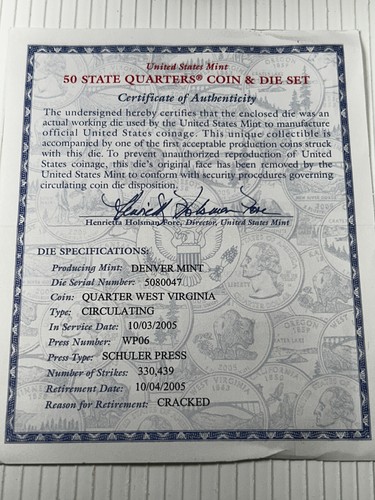 United States Mint
50 STATE QUARTERS® COIN & DIE SET
Certificate of Authenticity
The undersigned hereby certifies that the enclosed die was an
actual working die used by the United States Mint to manufacture
official United States coinage. This unique collectible is
accompanied by one of the first acceptable production coins struck
with this die. To prevent unauthorized reproduction of United
States coinage, this die's original face has been removed by the
United States Mint to conform with security procedures governing
circulating coin die disposition.
Henrietta Holsman Fore
Henrietta Holsman Fore, Director, United States Mint
DIE SPECIFICATIONS:
Producing Mint: DENVER MINT
Die Serial Number: 5080047
Coin: QUARTER WEST VIRGINIA
Type: CIRCULATING
In Service Date: 10/03/2005
Press Number: WP06
Press Type: SCHULER PRESS
Number of Strikes: 330,439
Retirement Date: 10/04/2005
Reason for Retirement: CRACKED